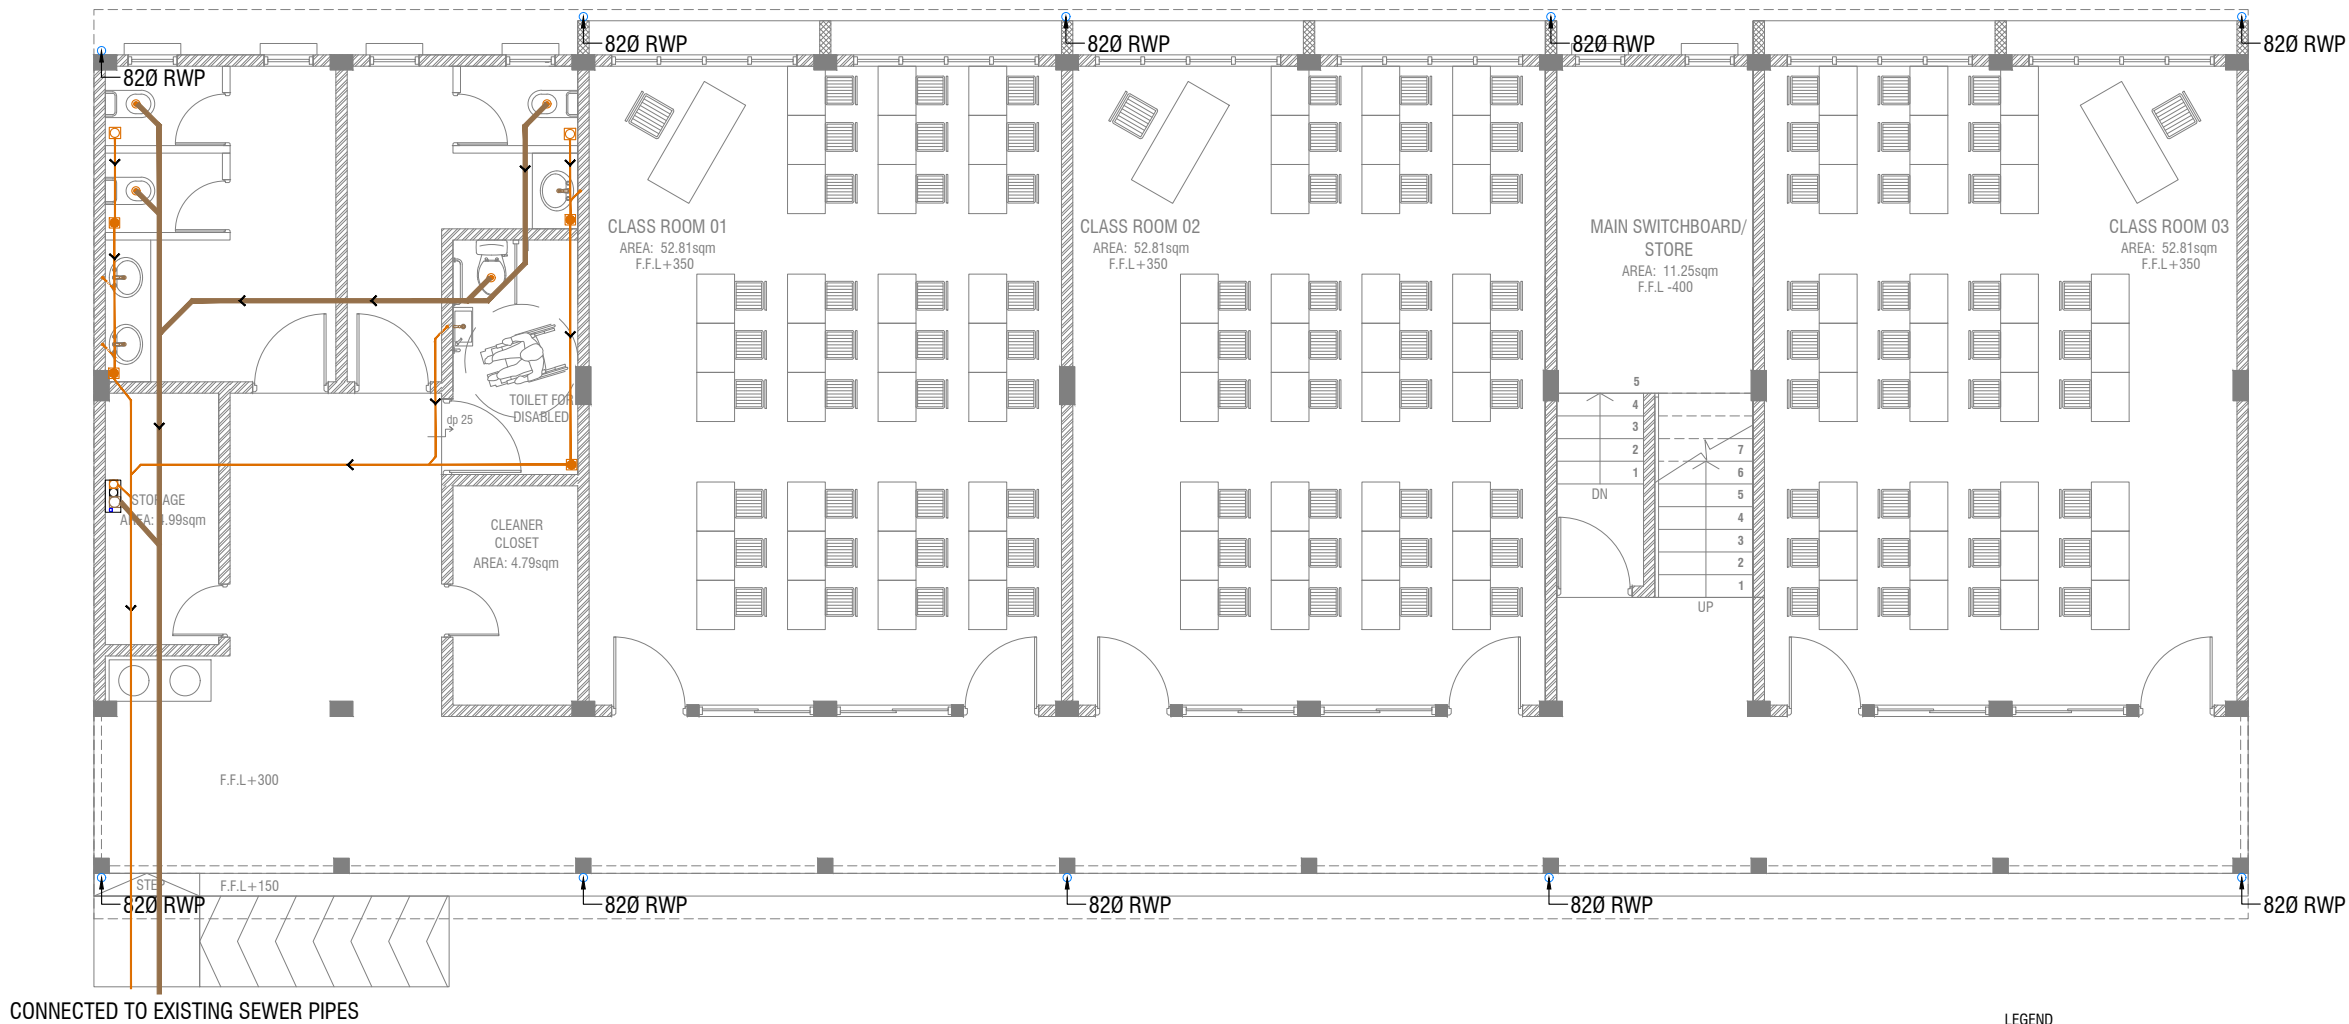 82Ø RWP
82Ø RWP
82Ø RWP
82Ø RWP
82Ø RWP
CLASS ROOM 01
AREA: 52.81sqm
F.F.L+350
CLASS ROOM 02
AREA: 52.81sqm
F.F.L+350
MAIN SWITCHBOARD/
STORE
AREA: 11.25sqm
F.F.L -400
CLASS ROOM 03
AREA: 52.81sqm
F.F.L+350
TOILET FOR
DISABLED
dp 25
5
4
3
2
1
DN
7
6
5
4
3
2
1
UP
STORAGE
AREA: 4.99sqm
CLEANER
CLOSET
AREA: 4.79sqm
F.F.L+300
STEP
F.F.L+150
82Ø RWP
82Ø RWP
82Ø RWP
82Ø RWP
82Ø RWP
CONNECTED TO EXISTING SEWER PIPES
LEGEND